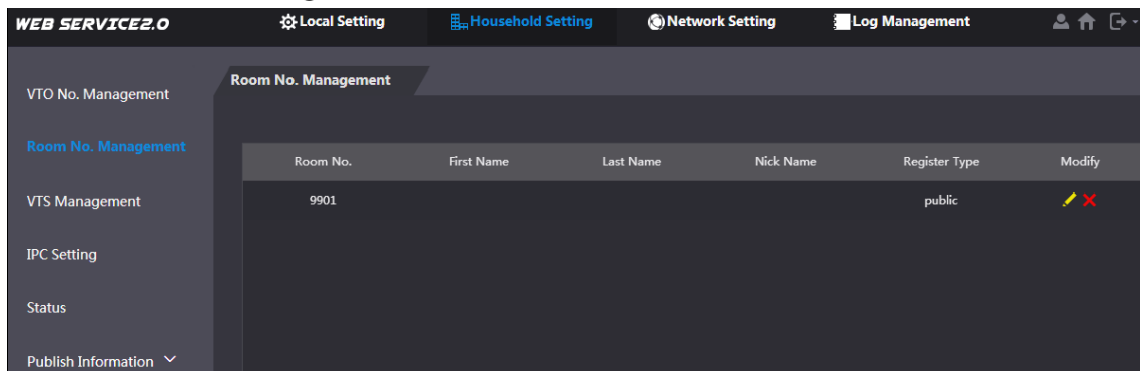 WEB SERVICE2.0 Local Setting Household Setting Network Setting Log Management
Room No. Management
VTO No. Management
Room No. Management
VTS Management
IPC Setting
Status
Publish Information
Room No. First Name Last Name Nick Name Register Type Modify
9901 public